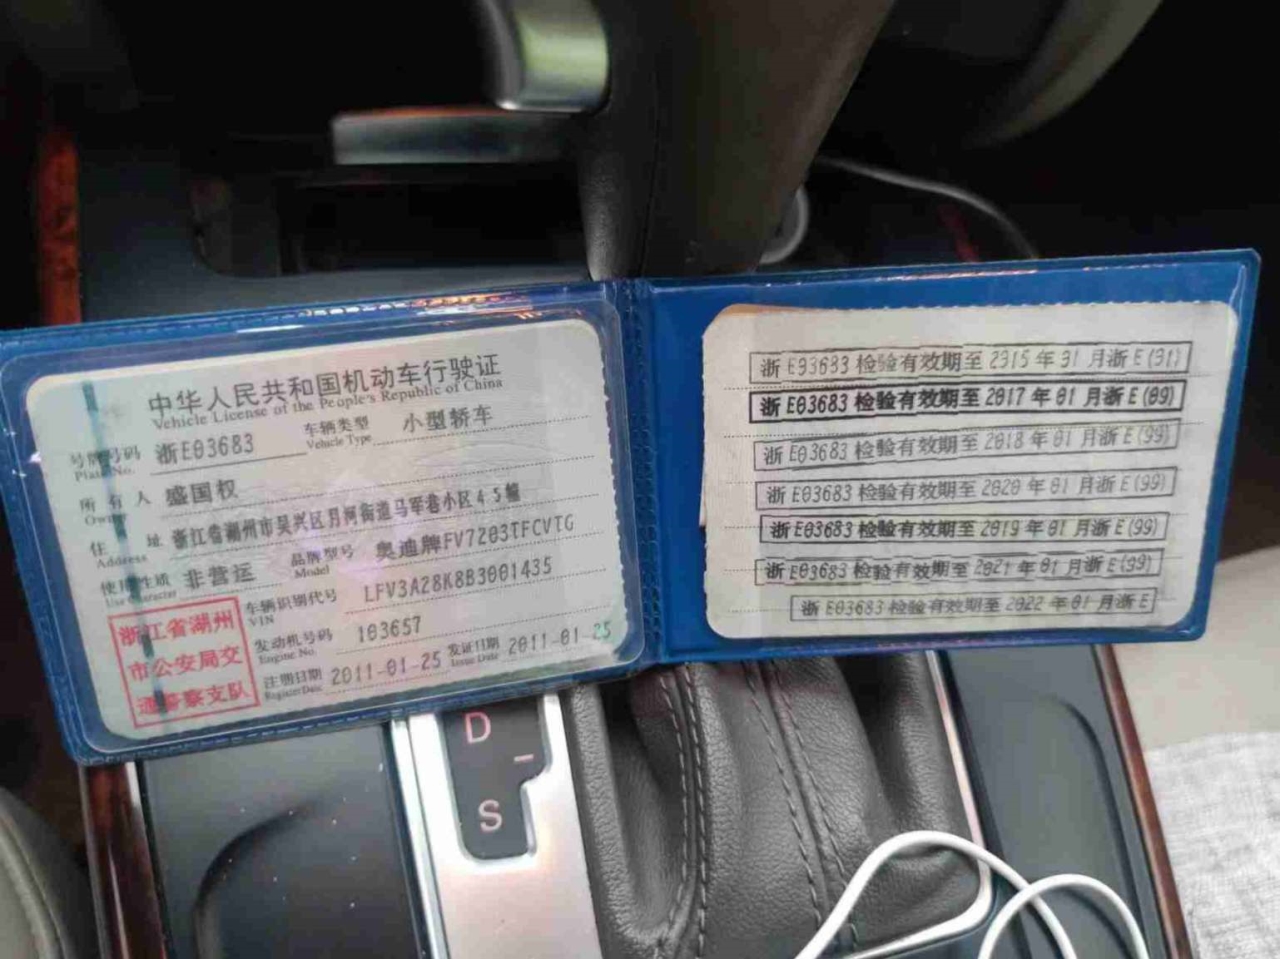 中华人民共和国机动车行驶证
Vehicle License of the People's Republic of China
号牌号码 浙E03683 车辆类型 小型轿车
Plate No. Vehicle Type
所有人 盛国权
Owner
住址 浙江省湖州市吴兴区月河街道马军巷小区45幢
Address
使用性质 非营运 品牌型号 奥迪牌FV7203TFCVTG
Use Character Model
车辆识别代号 LFV3A28K8B3001435
VIN
发动机号码 103657
Engine No.
注册日期 2011-01-25 发证日期 2011-01-25
Register Date Issue Date
浙江省湖州
市公安局交
通警察支队
浙E03683检验有效期至2015年01月浙E(01)
浙E03683检验有效期至2017年01月浙E(09)
浙E03683检验有效期至2018年01月浙E(99)
浙E03683检验有效期至2020年01月浙E(99)
浙E03683检验有效期至2019年01月浙E(99)
浙E03683检验有效期至2021年01月浙E(99)
浙E03683检验有效期至2022年01月浙E
D
S